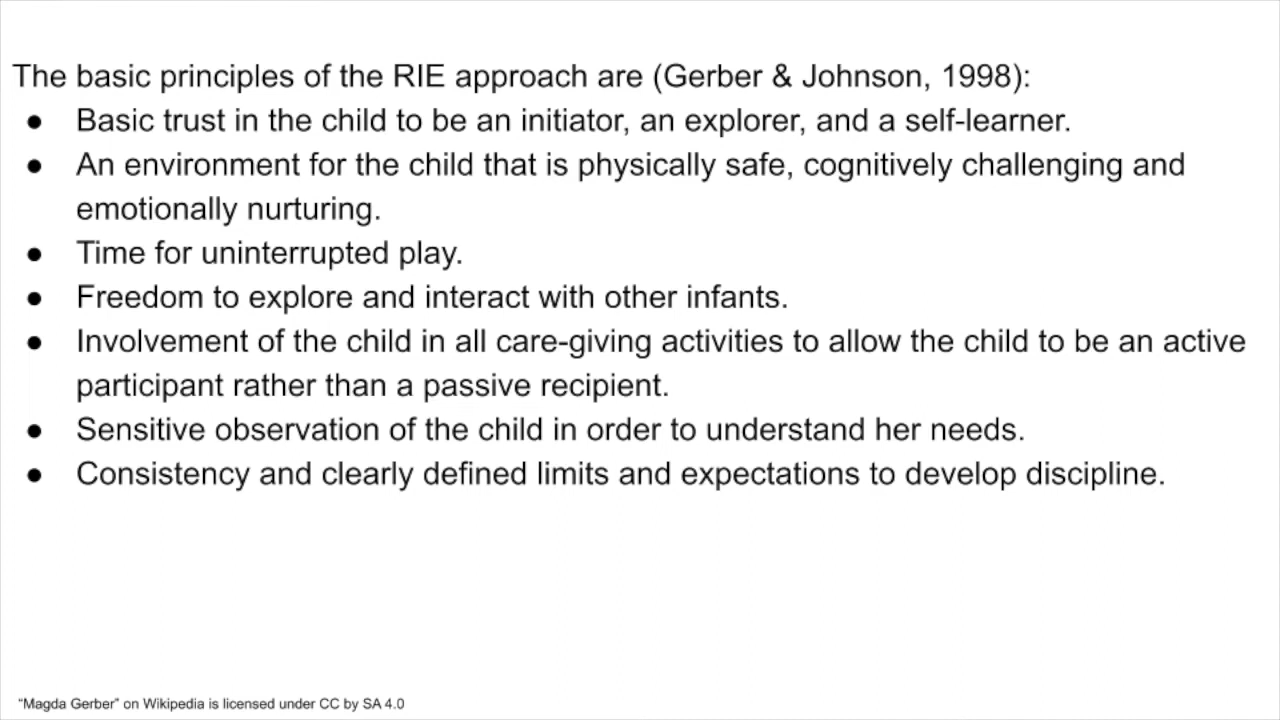 The basic principles of the RIE approach are (Gerber & Johnson, 1998):
● Basic trust in the child to be an initiator, an explorer, and a self-learner.
● An environment for the child that is physically safe, cognitively challenging and
emotionally nurturing.
● Time for uninterrupted play.
● Freedom to explore and interact with other infants.
● Involvement of the child in all care-giving activities to allow the child to be an active
participant rather than a passive recipient.
● Sensitive observation of the child in order to understand her needs.
● Consistency and clearly defined limits and expectations to develop discipline.
“Magda Gerber” on Wikipedia is licensed under CC by SA 4.0